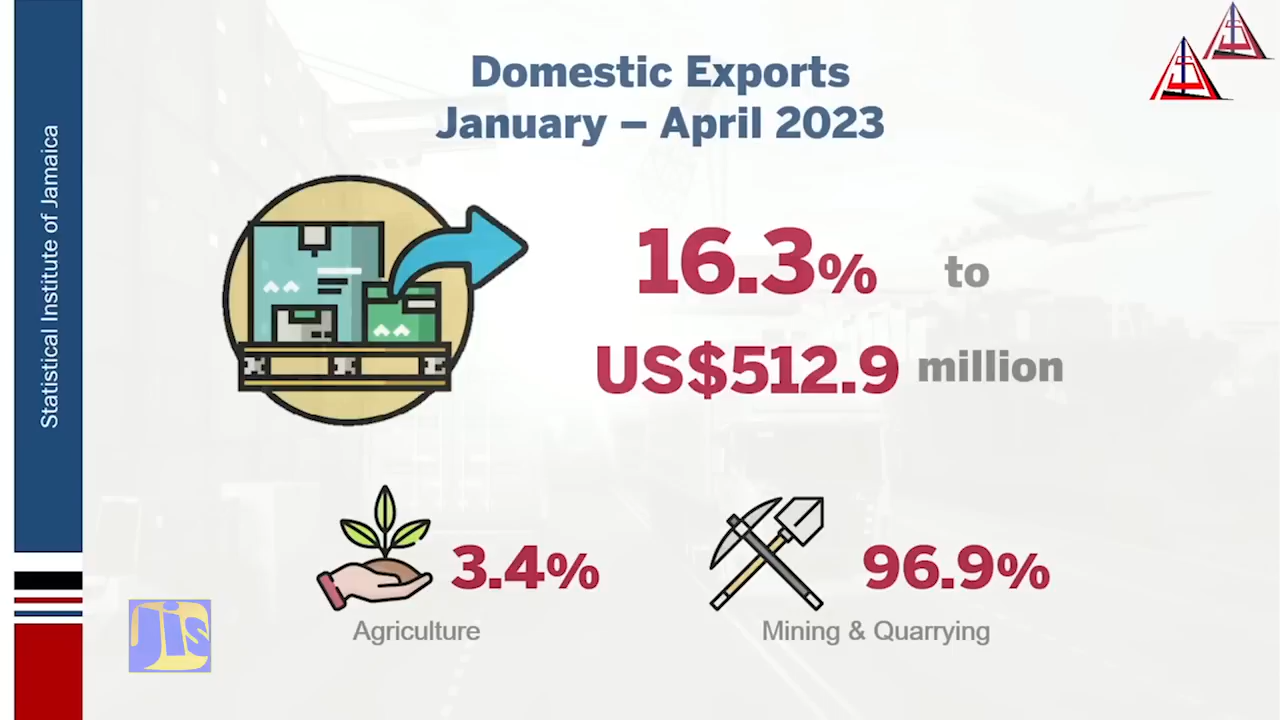 Statistical Institute of Jamaica
Domestic Exports
January – April 2023
16.3% to
US$512.9 million
3.4%
Agriculture
96.9%
Mining & Quarrying
jis